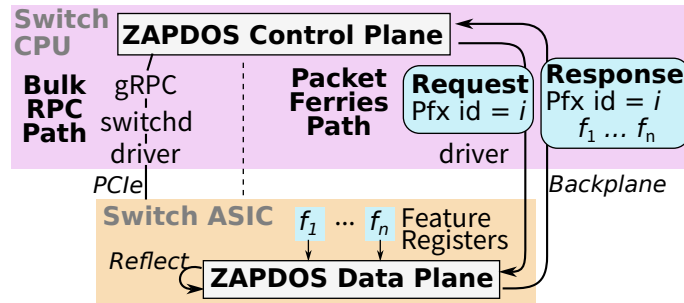 Switch
CPU
ZAPDOS Control Plane
Bulk
RPC
Path
gRPC
switchd
driver
Packet
Ferries
Path
Request
Pfx id = i
Response
Pfx id = i
f1 ... fn
driver
PCIe
Backplane
Switch ASIC
f1 ... fn
Feature
Registers
Reflect
ZAPDOS Data Plane